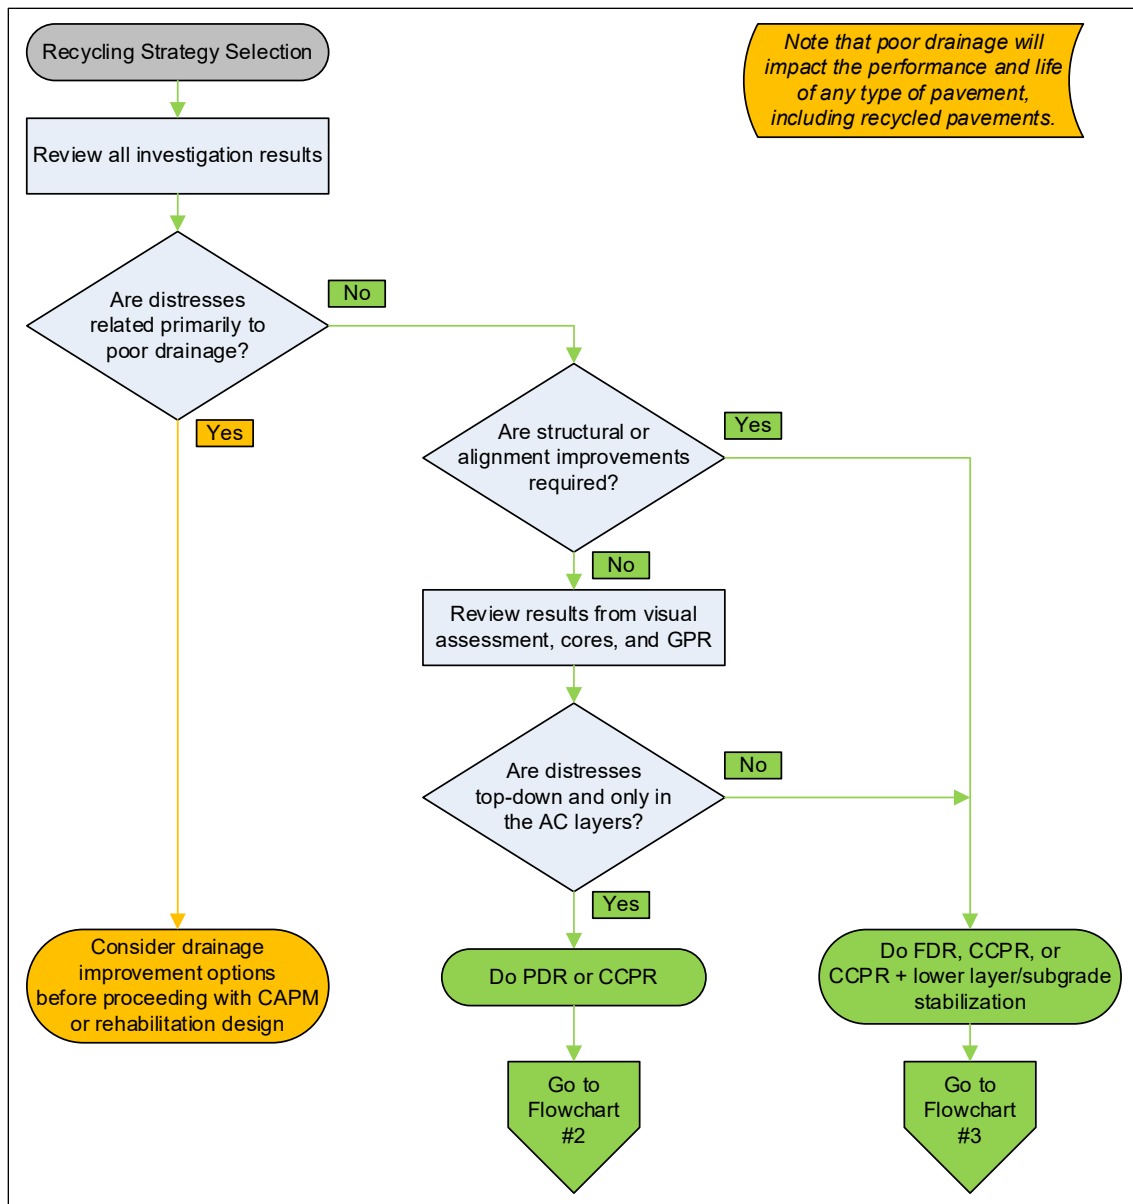 Recycling Strategy Selection
Note that poor drainage will
impact the performance and life
of any type of pavement,
including recycled pavements.
Review all investigation results
Are distresses
related primarily to
poor drainage?
No
Yes
Are structural or
alignment improvements
required?
Yes
No
Review results from visual
assessment, cores, and GPR
Are distresses
top-down and only in
the AC layers?
No
Yes
Consider drainage
improvement options
before proceeding with CAPM
or rehabilitation design
Do PDR or CCPR
Do FDR, CCPR, or
CCPR + lower layer/subgrade
stabilization
Go to
Flowchart
#2
Go to
Flowchart
#3